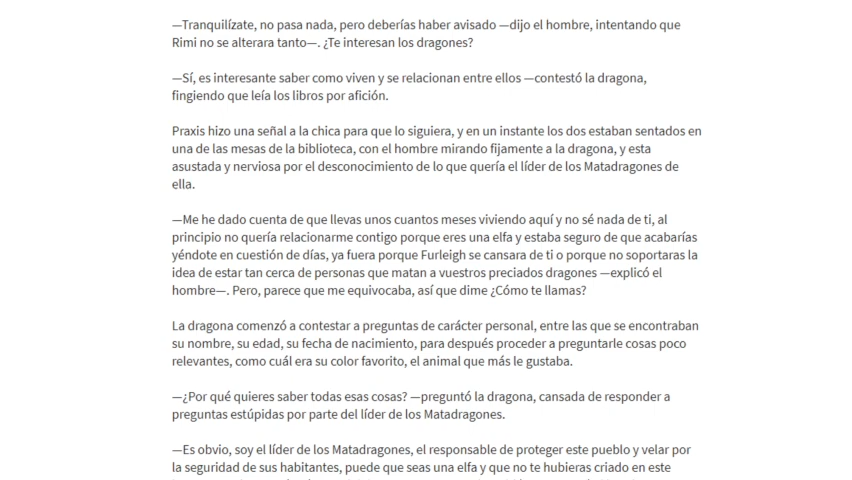 —Tranquilízate, no pasa nada, pero deberías haber avisado —dijo el hombre, intentando que
Rimi no se alterara tanto—. ¿Te interesan los dragones?
—Sí, es interesante saber como viven y se relacionan entre ellos —contestó la dragona,
fingiendo que leía los libros por afición.
Praxis hizo una señal a la chica para que lo siguiera, y en un instante los dos estaban sentados en
una de las mesas de la biblioteca, con el hombre mirando fijamente a la dragona, y esta
asustada y nerviosa por el desconocimiento de lo que quería el líder de los Matadragones de
ella.
—Me he dado cuenta de que llevas unos cuantos meses viviendo aquí y no sé nada de ti, al
principio no quería relacionarme contigo porque eres una elfa y estaba seguro de que acabarías
yéndote en cuestión de días, ya fuera porque Furleigh se cansara de ti o porque no soportaras la
idea de estar tan cerca de personas que matan a vuestros preciados dragones —explicó el
hombre—. Pero, parece que me equivocaba, así que dime ¿Cómo te llamas?
La dragona comenzó a contestar a preguntas de carácter personal, entre las que se encontraban
su nombre, su edad, su fecha de nacimiento, para después proceder a preguntarle cosas poco
relevantes, como cuál era su color favorito, el animal que más le gustaba.
—¿Por qué quieres saber todas esas cosas? —preguntó la dragona, cansada de responder a
preguntas estúpidas por parte del líder de los Matadragones.
—Es obvio, soy el líder de los Matadragones, el responsable de proteger este pueblo y velar por
la seguridad de sus habitantes, puede que seas una elfa y que no te hubieras criado en este